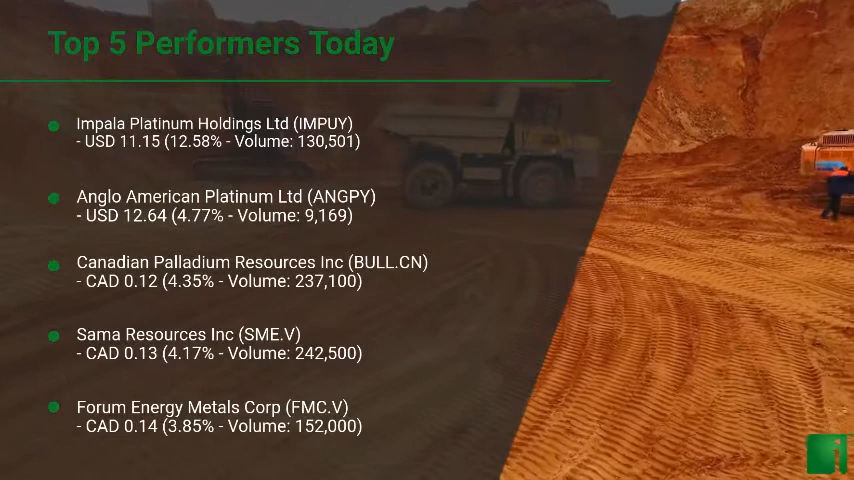 Top 5 Performers Today
Impala Platinum Holdings Ltd (IMPUY)
- USD 11.15 (12.58% - Volume: 130,501)
Anglo American Platinum Ltd (ANGPY)
- USD 12.64 (4.77% - Volume: 9,169)
Canadian Palladium Resources Inc (BULL.CN)
- CAD 0.12 (4.35% - Volume: 237,100)
Sama Resources Inc (SME.V)
- CAD 0.13 (4.17% - Volume: 242,500)
Forum Energy Metals Corp (FMC.V)
- CAD 0.14 (3.85% - Volume: 152,000)